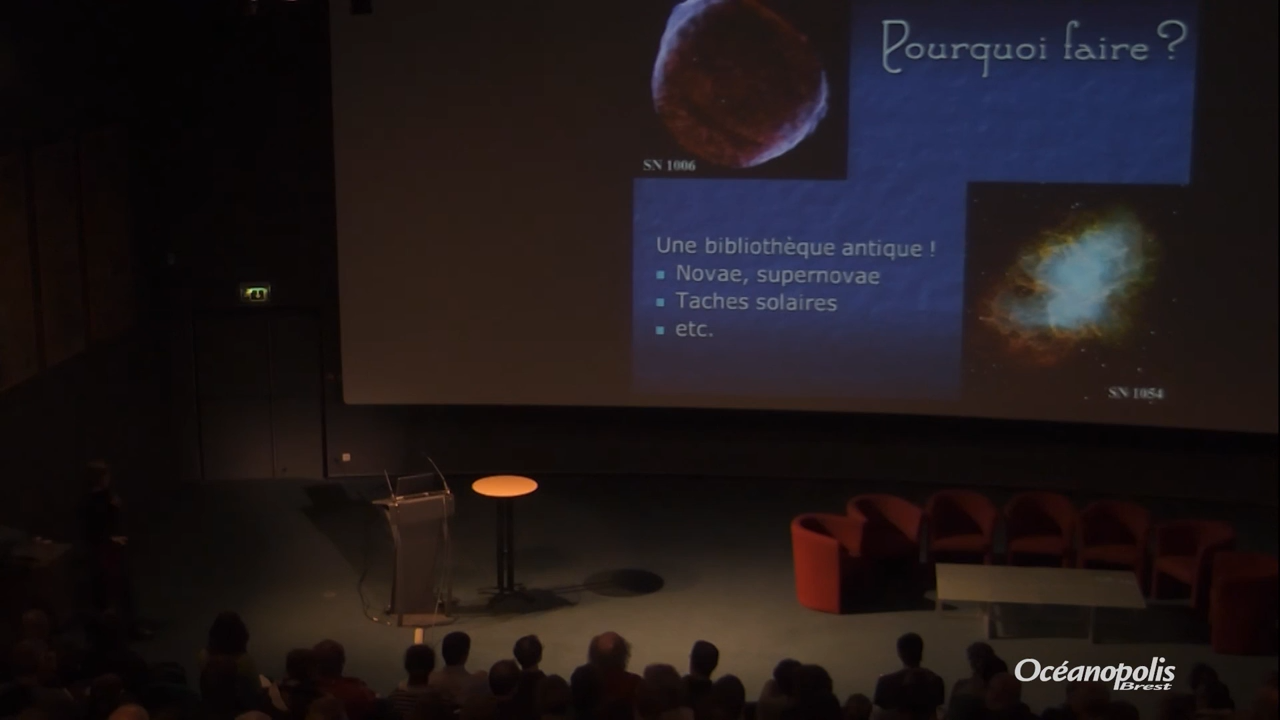 Pourquoi faire ?
SN 1006
Une bibliothèque antique !
Novae, supernovae
Taches solaires
etc.
SN 1054
Océanopolis
Brest